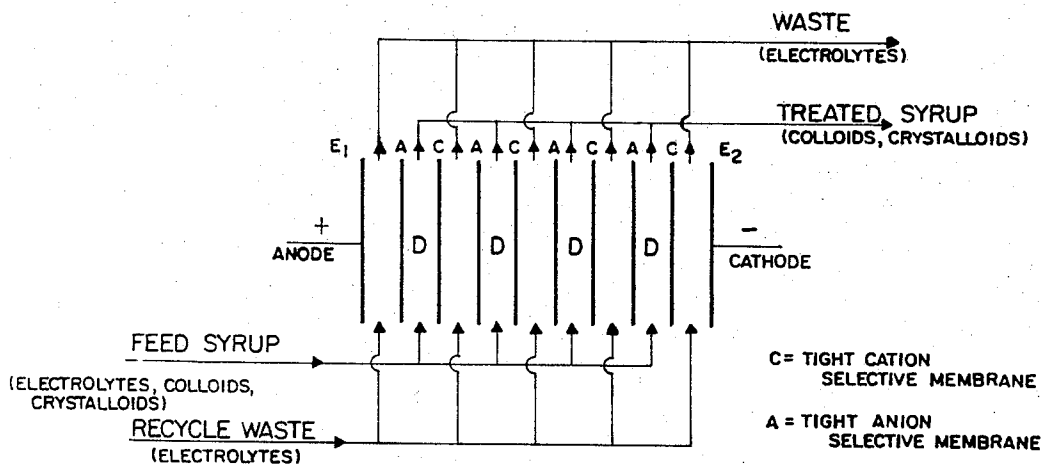 WASTE
(ELECTROLYTES)
TREATED SYRUP
(COLLOIDS, CRYSTALLOIDS)
E1 A C A C A C A C E2
+
ANODE
D D D D
−
CATHODE
FEED SYRUP
(ELECTROLYTES, COLLOIDS,
CRYSTALLOIDS)
RECYCLE WASTE
(ELECTROLYTES)
C = TIGHT CATION
SELECTIVE MEMBRANE
A = TIGHT ANION
SELECTIVE MEMBRANE